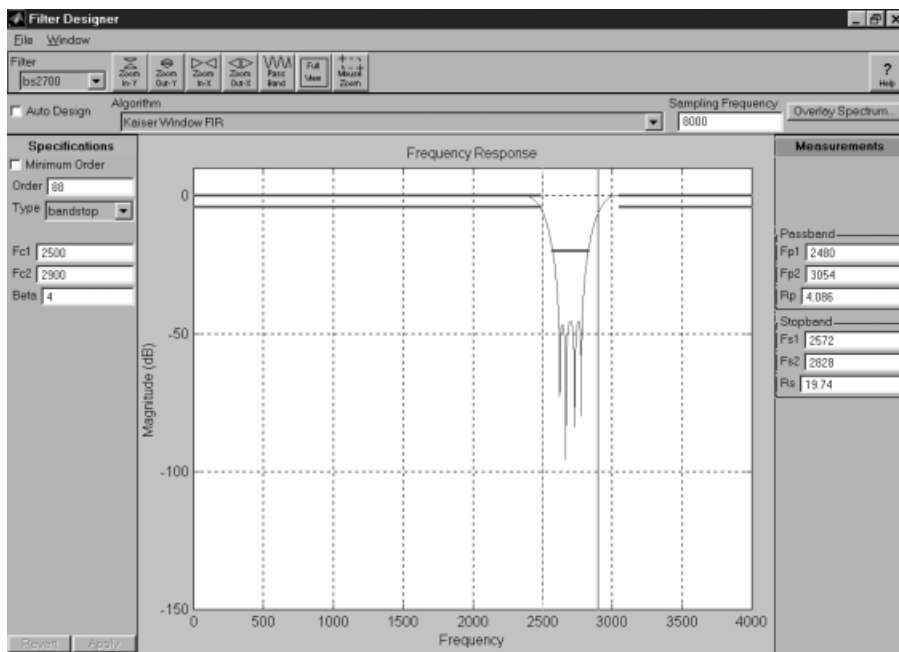 Filter Designer
File Window
Filter
bs2700
Zoom In-Y
Zoom Out-Y
Zoom In-X
Zoom Out-X
Pass Band
Full View
Mouse Zoom
? Help
Auto Design
Algorithm
Kaiser Window FIR
Sampling Frequency
8000
Overlay Spectrum...
Specifications
Minimum Order
Order 88
Type bandstop
Fc1 2500
Fc2 2900
Beta 4
Revert Apply
Frequency Response
Magnitude (dB)
0
-50
-100
-150
0 500 1000 1500 2000 2500 3000 3500 4000
Frequency
Measurements
Passband
Fp1 2480
Fp2 3054
Rp 4.086
Stopband
Fs1 2572
Fs2 2828
Rs 19.74